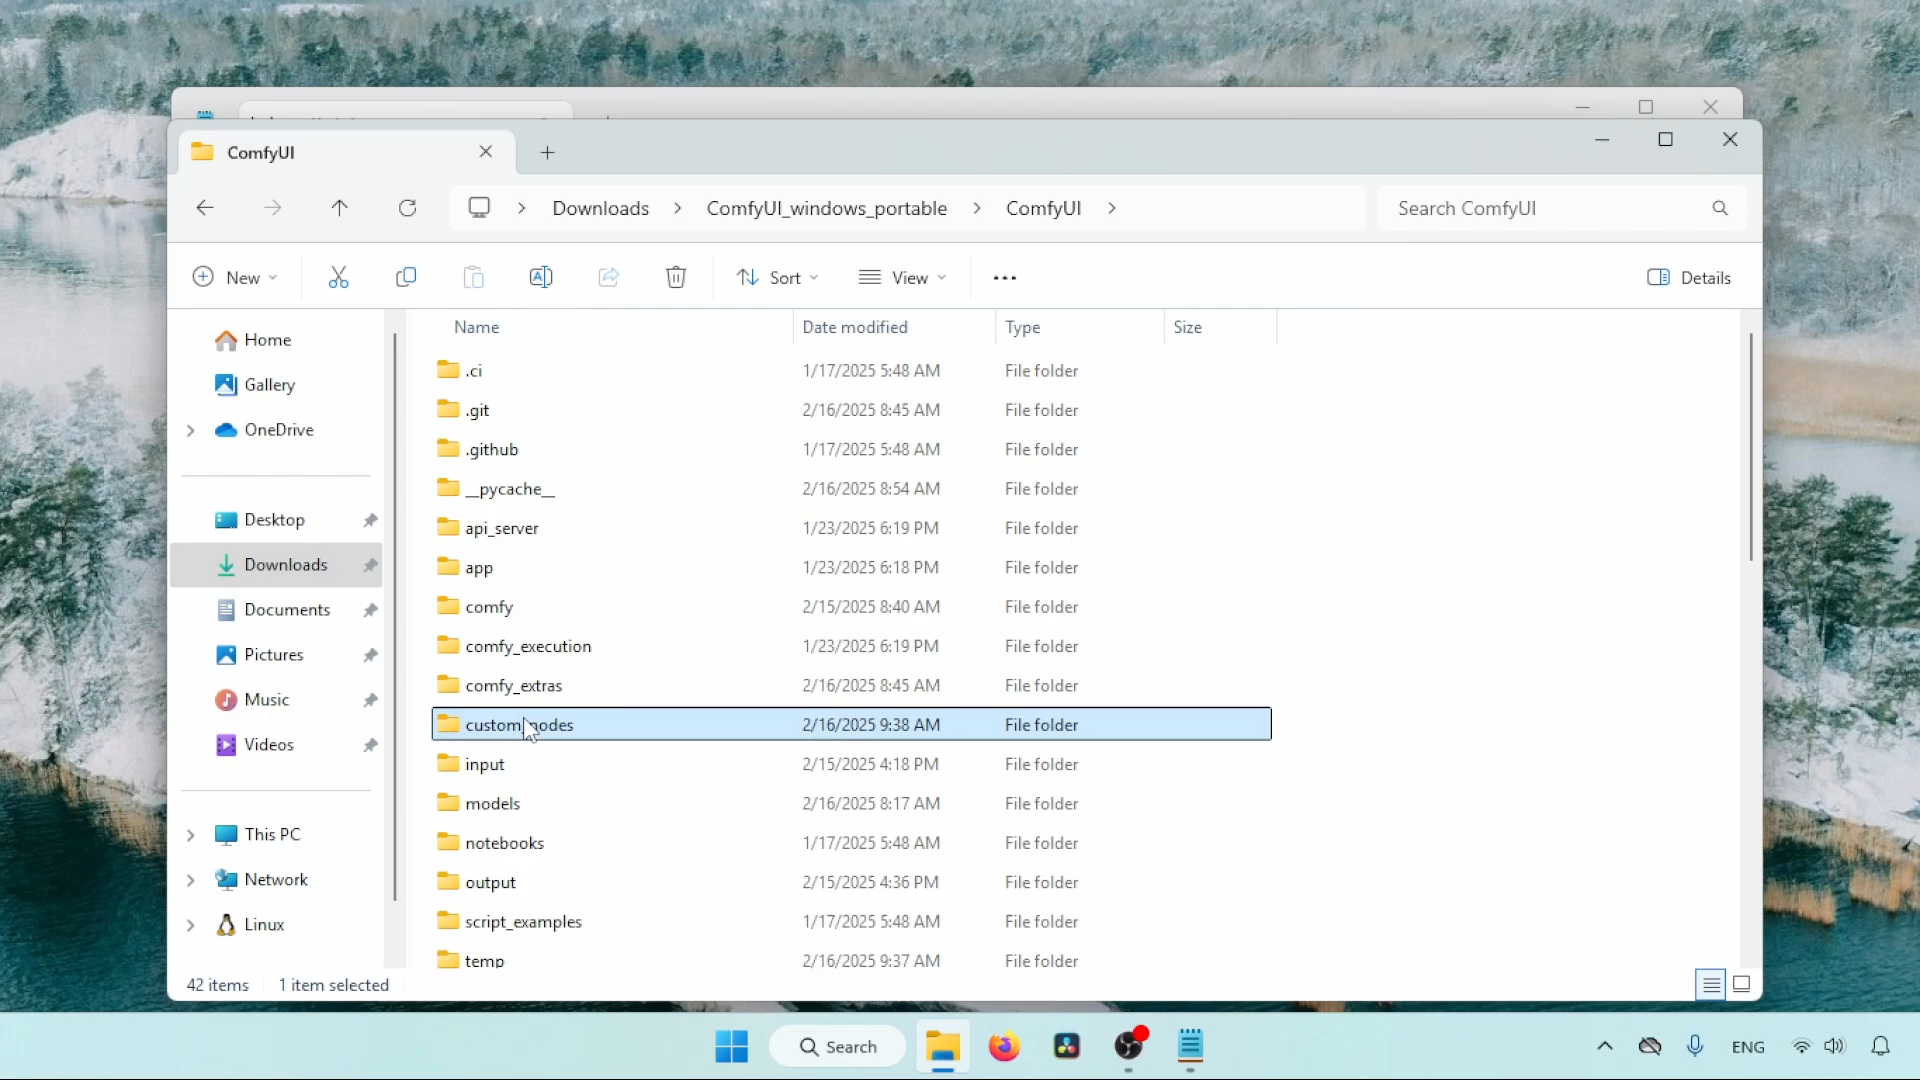 ComfyUI
Downloads
ComfyUI_windows_portable
ComfyUI
Search ComfyUI
New
Sort
View
Details
Name
Date modified
Type
Size
Home
Gallery
OneDrive
Desktop
Downloads
Documents
Pictures
Music
Videos
This PC
Network
Linux
.ci 1/17/2025 5:48 AM File folder
.git 2/16/2025 8:45 AM File folder
.github 1/17/2025 5:48 AM File folder
__pycache__ 2/16/2025 8:54 AM File folder
api_server 1/23/2025 6:19 PM File folder
app 1/23/2025 6:18 PM File folder
comfy 2/15/2025 8:40 AM File folder
comfy_execution 1/23/2025 6:19 PM File folder
comfy_extras 2/16/2025 8:45 AM File folder
custom_nodes 2/16/2025 9:38 AM File folder
input 2/15/2025 4:18 PM File folder
models 2/16/2025 8:17 AM File folder
notebooks 1/17/2025 5:48 AM File folder
output 2/15/2025 4:36 PM File folder
script_examples 1/17/2025 5:48 AM File folder
temp 2/16/2025 9:37 AM File folder
42 items
1 item selected
Search
ENG